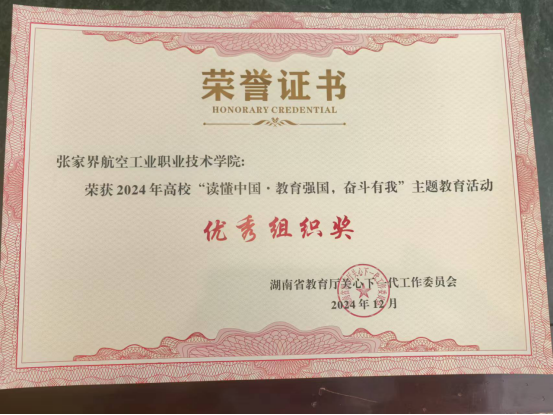 荣誉证书
HONORARY CREDENTIAL
张家界航空工业职业技术学院：
荣获2024年高校“读懂中国·教育强国，奋斗有我”主题教育活动
优秀组织奖
湖南省教育厅关心下一代工作委员会
2024年12月